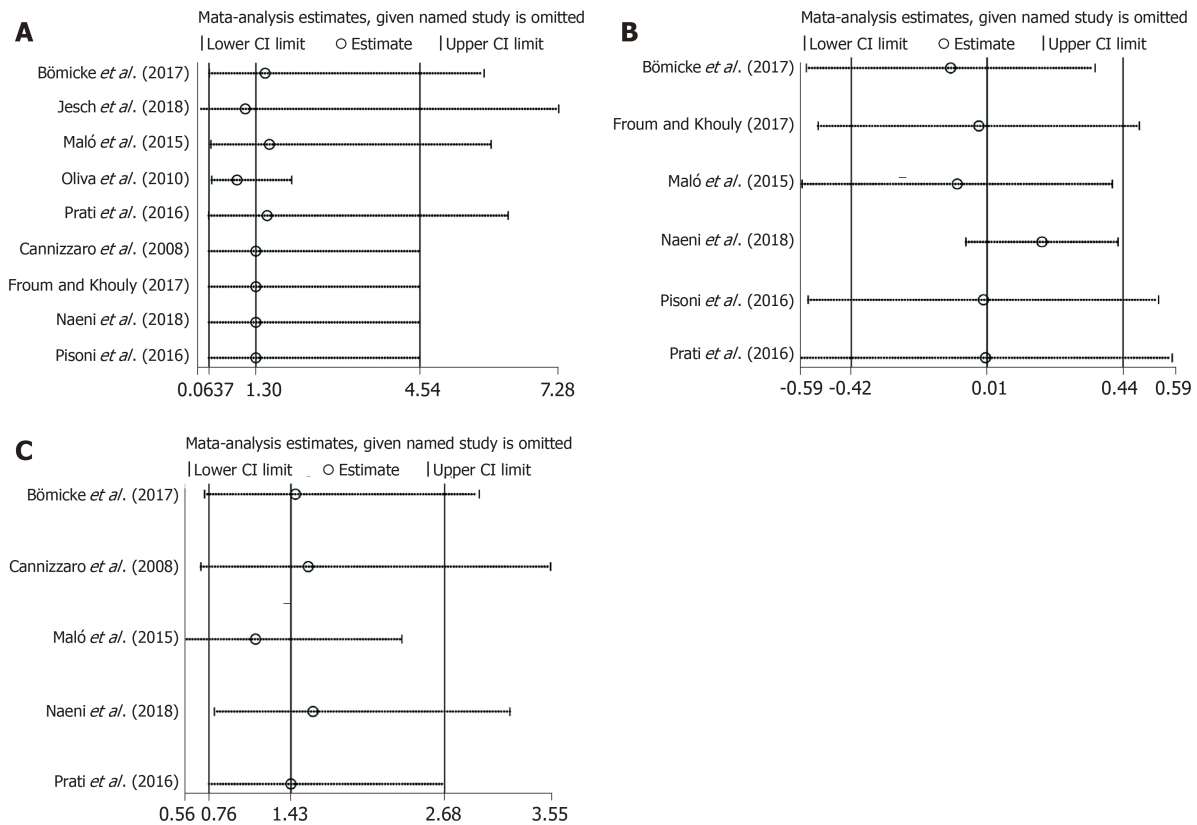 A
Mata-analysis estimates, given named study is omitted
Lower CI limit Estimate Upper CI limit
Bömicke et al. (2017)
Jesch et al. (2018)
Maló et al. (2015)
Oliva et al. (2010)
Prati et al. (2016)
Cannizzaro et al. (2008)
Froum and Khouly (2017)
Naeni et al. (2018)
Pisoni et al. (2016)
0.0637 1.30 4.54 7.28
B
Mata-analysis estimates, given named study is omitted
Lower CI limit Estimate Upper CI limit
Bömicke et al. (2017)
Froum and Khouly (2017)
Maló et al. (2015)
Naeni et al. (2018)
Pisoni et al. (2016)
Prati et al. (2016)
-0.59 -0.42 0.01 0.44 0.59
C
Mata-analysis estimates, given named study is omitted
Lower CI limit Estimate Upper CI limit
Bömicke et al. (2017)
Cannizzaro et al. (2008)
Maló et al. (2015)
Naeni et al. (2018)
Prati et al. (2016)
0.56 0.76 1.43 2.68 3.55